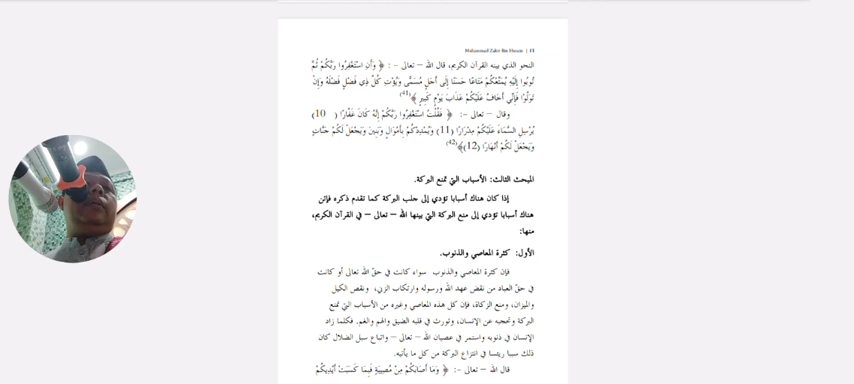 Muhammad Zakir Bin Husain | 11
النحو الذي بينه القرآن الكريم، قال الله – تعالى - : ﴿ وَأَنِ اسْتَغْفِرُوا رَبَّكُمْ ثُمَّ
تُوبُوا إِلَيْهِ يُمَتِّعْكُمْ مَتَاعًا حَسَنًا إِلَى أَجَلٍ مُسَمًّى وَيُؤْتِ كُلَّ ذِي فَضْلٍ فَضْلَهُ وَإِنْ
تَوَلَّوْا فَإِنِّي أَخَافُ عَلَيْكُمْ عَذَابَ يَوْمٍ كَبِيرٍ ﴾(41)
وقال – تعالى -: ﴿ فَقُلْتُ اسْتَغْفِرُوا رَبَّكُمْ إِنَّهُ كَانَ غَفَّارًا ( 10)
يُرْسِلِ السَّمَاءَ عَلَيْكُمْ مِدْرَارًا (11) وَيُمْدِدْكُمْ بِأَمْوَالٍ وَبَنِينَ وَيَجْعَلْ لَكُمْ جَنَّاتٍ
وَيَجْعَلْ لَكُمْ أَنْهَارًا (12)﴾(42)
المبحث الثالث: الأسباب التي تمنع البركة.
إذا كان هناك أسبابا تؤدي إلى جلب البركة كما تقدم ذكره فإن
هناك أسبابا تؤدي إلى منع البركة التي بينها الله – تعالى – في القرآن الكريم،
منها:
الأول: كثرة المعاصي والذنوب.
فإن كثرة المعاصي والذنوب سواء كانت في حقّ الله تعالى أو كانت
في حقّ العباد من نقض عهد الله ورسوله وارتكاب الزنى، ونقص الكيل
والميزان، ومنع الزكاة، فإن كل هذه المعاصي وغيره من الأسباب التي تمنع
البركة وتحجبه عن الإنسان، وتورث في قلبه الضيق والهم والغم. فكلما زاد
الإنسان في ذنوبه واستمر في عصيان الله – تعالى – واتباع سبل الضلال كان
ذلك سببا رئيسا في انتزاع البركة من كل ما يأتيه.
قال الله – تعالى -: ﴿ وَمَا أَصَابَكُمْ مِنْ مُصِيبَةٍ فَبِمَا كَسَبَتْ أَيْدِيكُمْ